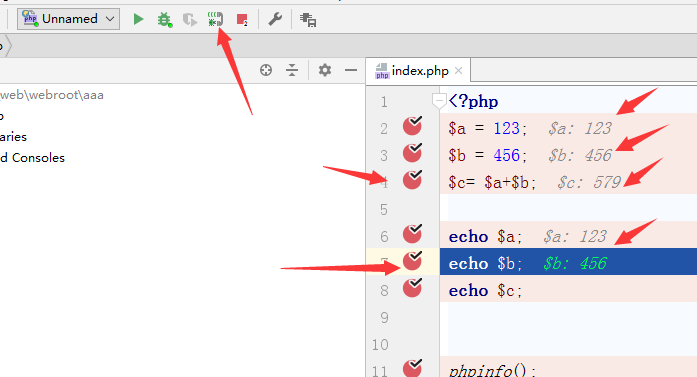 Unnamed
web\webroot\aaa
index.php
aries
d Consoles
1 <?php
2 $a = 123; $a: 123
3 $b = 456; $b: 456
4 $c= $a+$b; $c: 579
5
6 echo $a; $a: 123
7 echo $b; $b: 456
8 echo $c;
9
10
11 phpinfo();